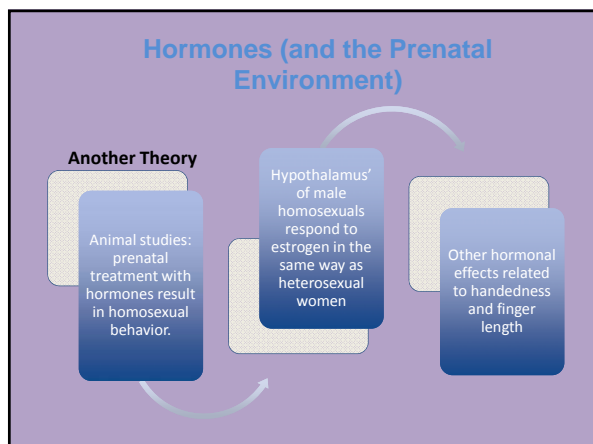 Hormones (and the Prenatal
Environment)
Another Theory
Animal studies:
prenatal
treatment with
hormones result
in homosexual
behavior.
Hypothalamus'
of male
homosexuals
respond to
estrogen in the
same way as
heterosexual
women
Other hormonal
effects related
to handedness
and finger
length